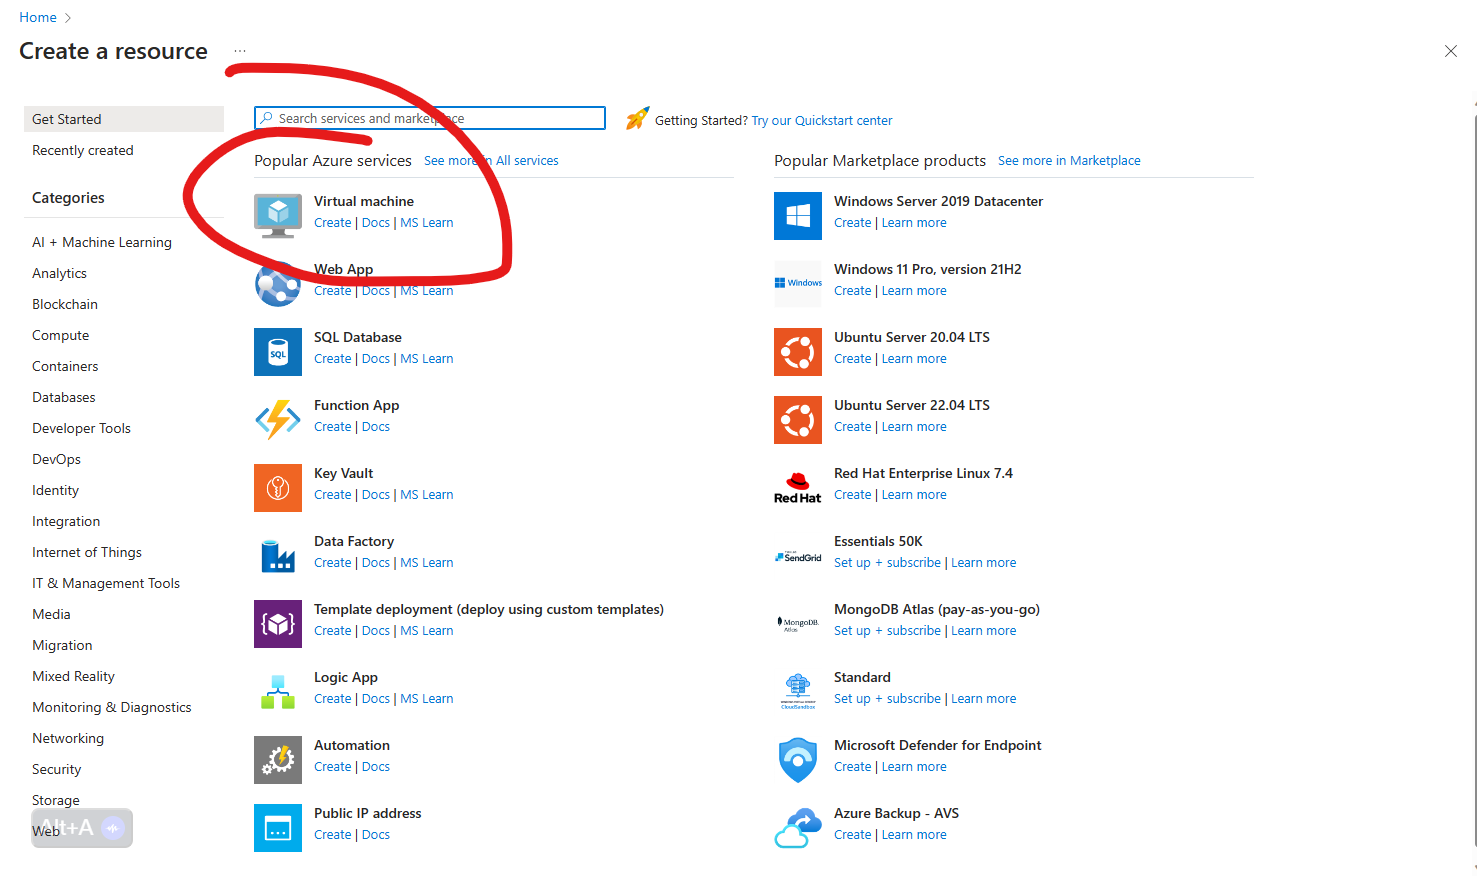 Home
Create a resource
...
Get Started
Recently created
Categories
AI + Machine Learning
Analytics
Blockchain
Compute
Containers
Databases
Developer Tools
DevOps
Identity
Integration
Internet of Things
IT & Management Tools
Media
Migration
Mixed Reality
Monitoring & Diagnostics
Networking
Security
Storage
Web
Alt+A
Search services and marketplace
Getting Started? Try our Quickstart center
Popular Azure services See more in All services
Virtual machine
Create | Docs | MS Learn
Web App
Create | Docs | MS Learn
SQL
SQL Database
Create | Docs | MS Learn
Function App
Create | Docs
Key Vault
Create | Docs | MS Learn
Data Factory
Create | Docs | MS Learn
Template deployment (deploy using custom templates)
Create | Docs | MS Learn
Logic App
Create | Docs | MS Learn
Automation
Create | Docs
Public IP address
Create | Docs
Popular Marketplace products See more in Marketplace
Windows Server 2019 Datacenter
Create | Learn more
Windows
Windows 11 Pro, version 21H2
Create | Learn more
Ubuntu Server 20.04 LTS
Create | Learn more
Ubuntu Server 22.04 LTS
Create | Learn more
Red Hat
Red Hat Enterprise Linux 7.4
Create | Learn more
SendGrid
Essentials 50K
Set up + subscribe | Learn more
MongoDB.
Atlas
MongoDB Atlas (pay-as-you-go)
Set up + subscribe | Learn more
CloudSandbox
Standard
Set up + subscribe | Learn more
Microsoft Defender for Endpoint
Create | Learn more
Azure Backup - AVS
Create | Learn more